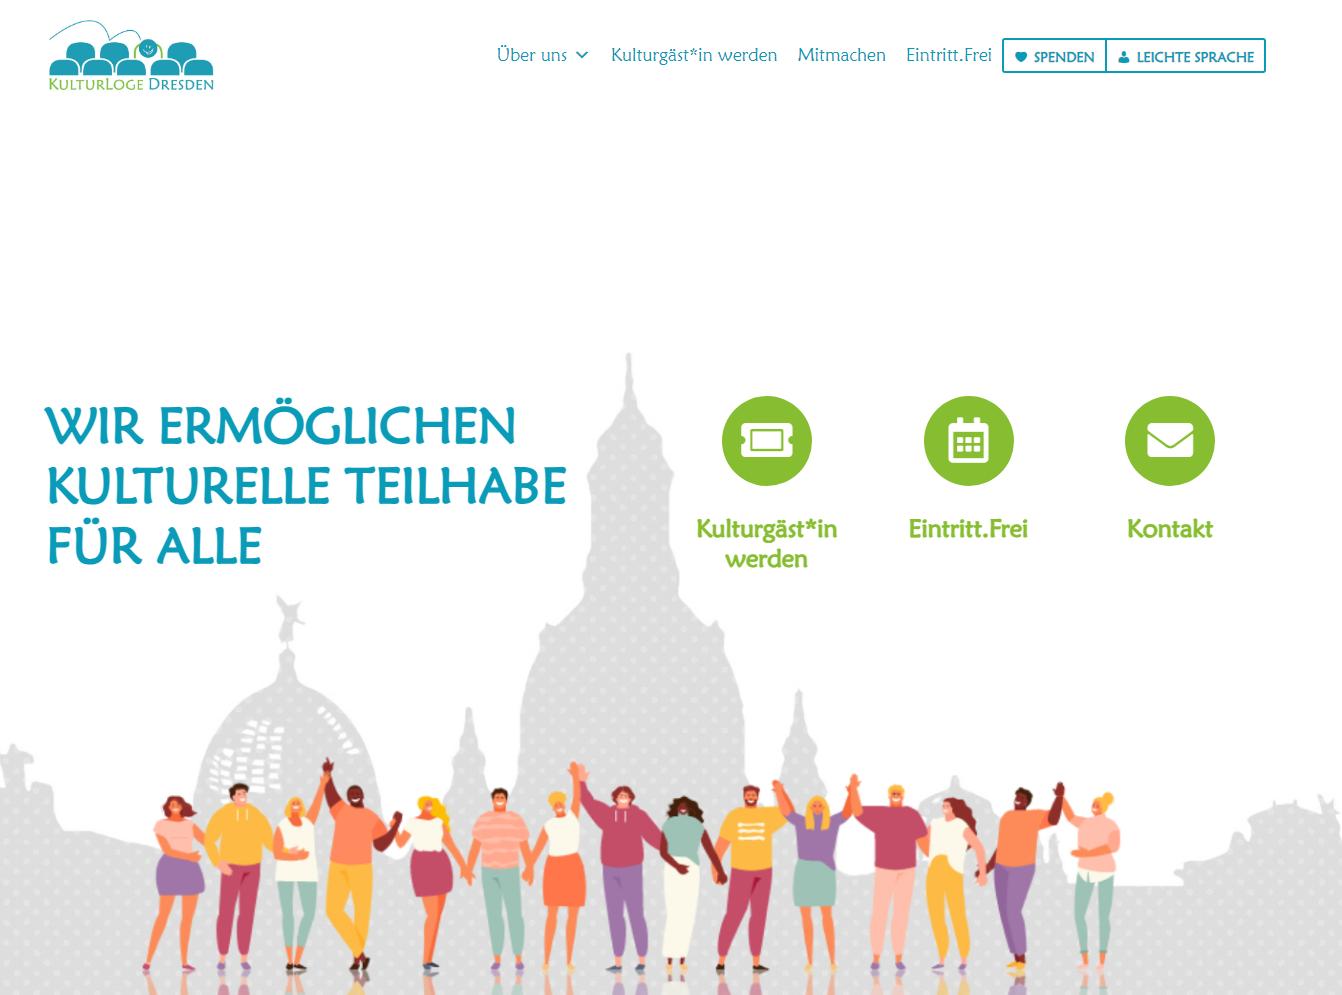 KULTURLOGE DRESDEN
Über uns
Kulturgäst*in werden
Mitmachen
Eintritt.Frei
SPENDEN
LEICHTE SPRACHE
WIR ERMÖGLICHEN
KULTURELLE TEILHABE
FÜR ALLE
Kulturgäst*in
werden
Eintritt.Frei
Kontakt